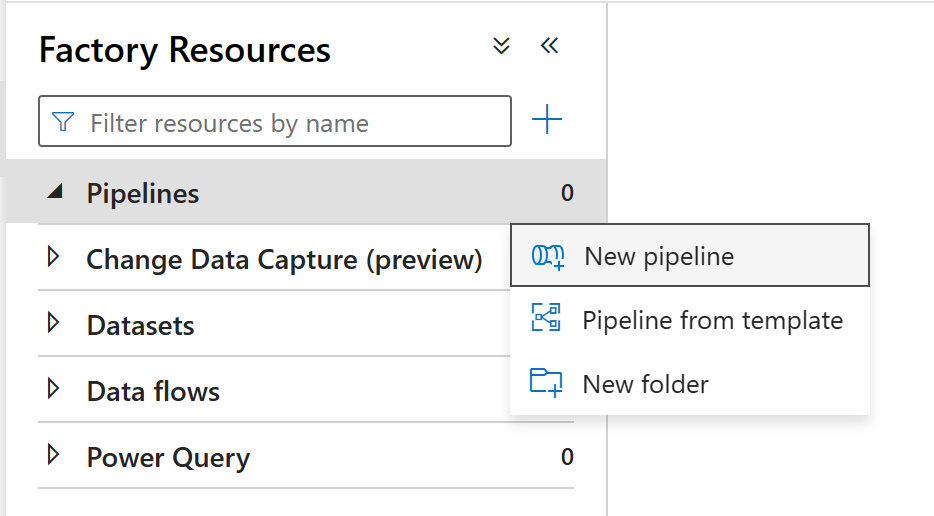 Factory Resources
Filter resources by name
Pipelines 0
Change Data Capture (preview)
New pipeline
Datasets
Pipeline from template
Data flows
New folder
Power Query 0